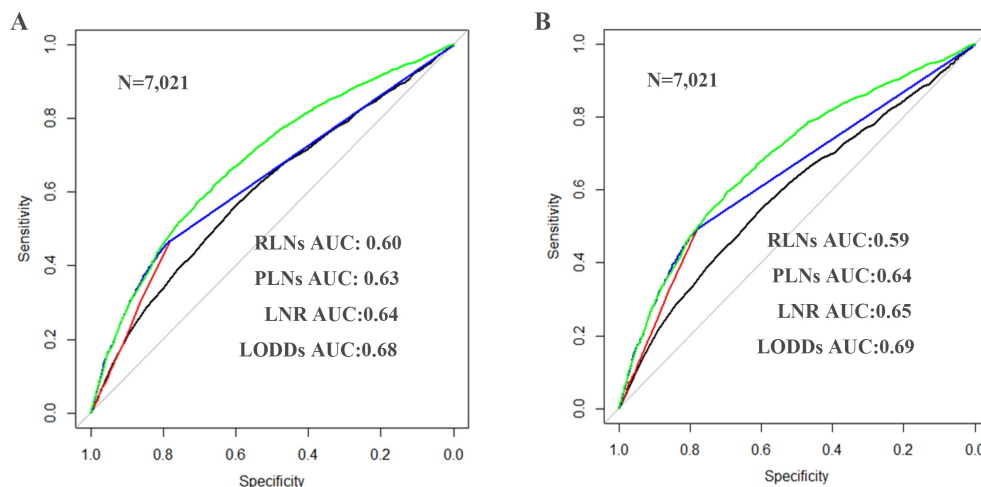 A
N=7,021
Sensitivity
1.0
0.8
0.6
0.4
0.2
0.0
RLNs AUC: 0.60
PLNs AUC: 0.63
LNR AUC:0.64
LODDs AUC:0.68
1.0 0.8 0.6 0.4 0.2 0.0
Specificity
B
N=7,021
Sensitivity
1.0
0.8
0.6
0.4
0.2
0.0
RLNs AUC:0.59
PLNs AUC:0.64
LNR AUC:0.65
LODDs AUC:0.69
1.0 0.8 0.6 0.4 0.2 0.0
Specificity